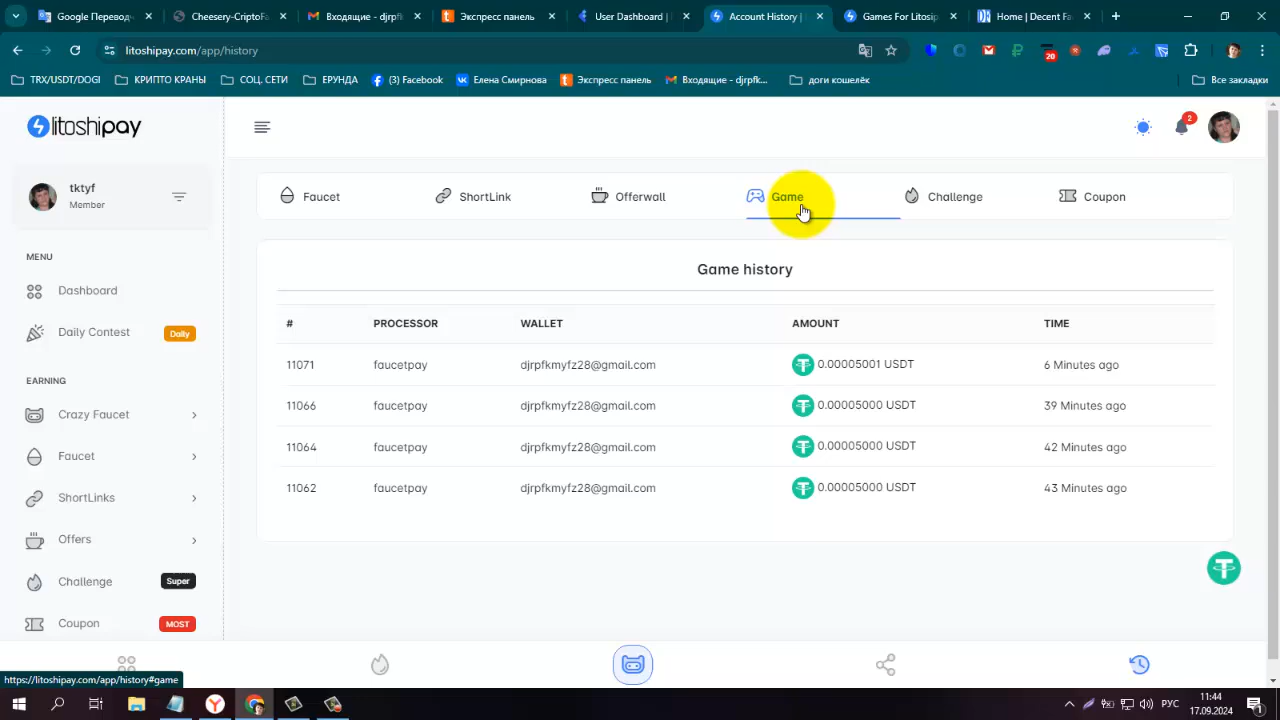 Google Перевод
Cheesery-CriptoFa
Входящие - djrpfi
Экспресс панель
User Dashboard |
Account History |
Games For Litoship
Home | Decent Fa
litoshipay.com/app/history
20
TRX/USDT/DOGI
КРИПТО КРАНЫ
СОЦ. СЕТИ
ЕРУНДА
(3) Facebook
Елена Смирнова
Экспресс панель
Входящие - djrpfk...
доги кошелёк
Все закладки
litoshipay
2
tktyf
Member
Faucet
ShortLink
Offerwall
Game
Challenge
Coupon
MENU
Dashboard
Daily Contest
Daily
EARNING
Crazy Faucet
Faucet
ShortLinks
Offers
Challenge
Super
Coupon
MOST
Game history
# PROCESSOR WALLET AMOUNT TIME
11071 faucetpay djrpfkmyfz28@gmail.com 0.00005001 USDT 6 Minutes ago
11066 faucetpay djrpfkmyfz28@gmail.com 0.00005000 USDT 39 Minutes ago
11064 faucetpay djrpfkmyfz28@gmail.com 0.00005000 USDT 42 Minutes ago
11062 faucetpay djrpfkmyfz28@gmail.com 0.00005000 USDT 43 Minutes ago
https://litoshipay.com/app/history#game
РУС
11:44
17.09.2024
1